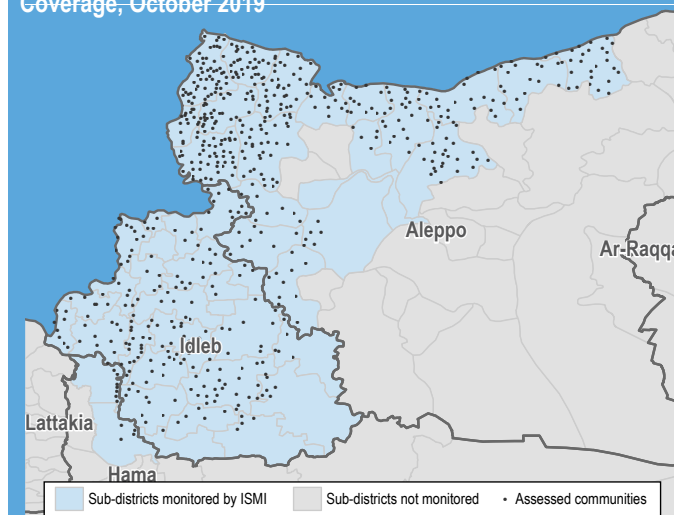 Coverage, October 2019
Aleppo
Ar-Raqqa
Idleb
Lattakia
Hama
Sub-districts monitored by ISMI
Sub-districts not monitored
Assessed communities